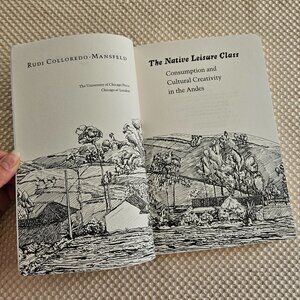 RUDI COLLOREDO-MANSFELD
The University of Chicago Press
Chicago & London
The Native Leisure Class
Consumption and
Cultural Creativity
in the Andes